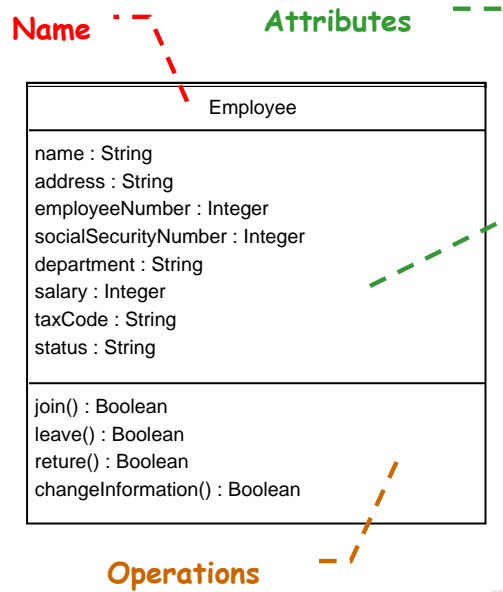 Name
Attributes
Employee
name : String
address : String
employeeNumber : Integer
socialSecurityNumber : Integer
department : String
salary : Integer
taxCode : String
status : String
join() : Boolean
leave() : Boolean
reture() : Boolean
changeInformation() : Boolean
Operations